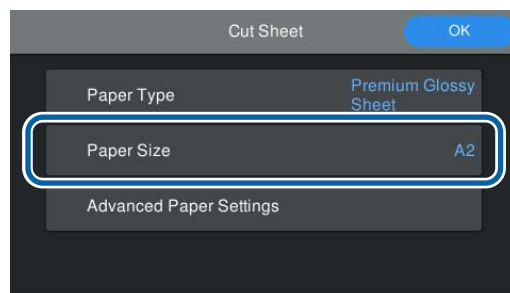 Cut Sheet
OK
Paper Type
Premium Glossy
Sheet
Paper Size
A2
Advanced Paper Settings